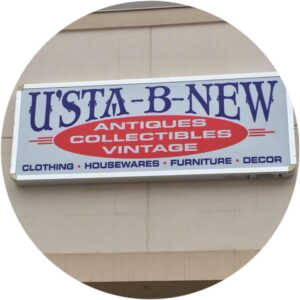 U'STA-B-NEW
ANTIQUES
COLLECTIBLES
VINTAGE
CLOTHING • HOUSEWARES • FURNITURE • DECOR